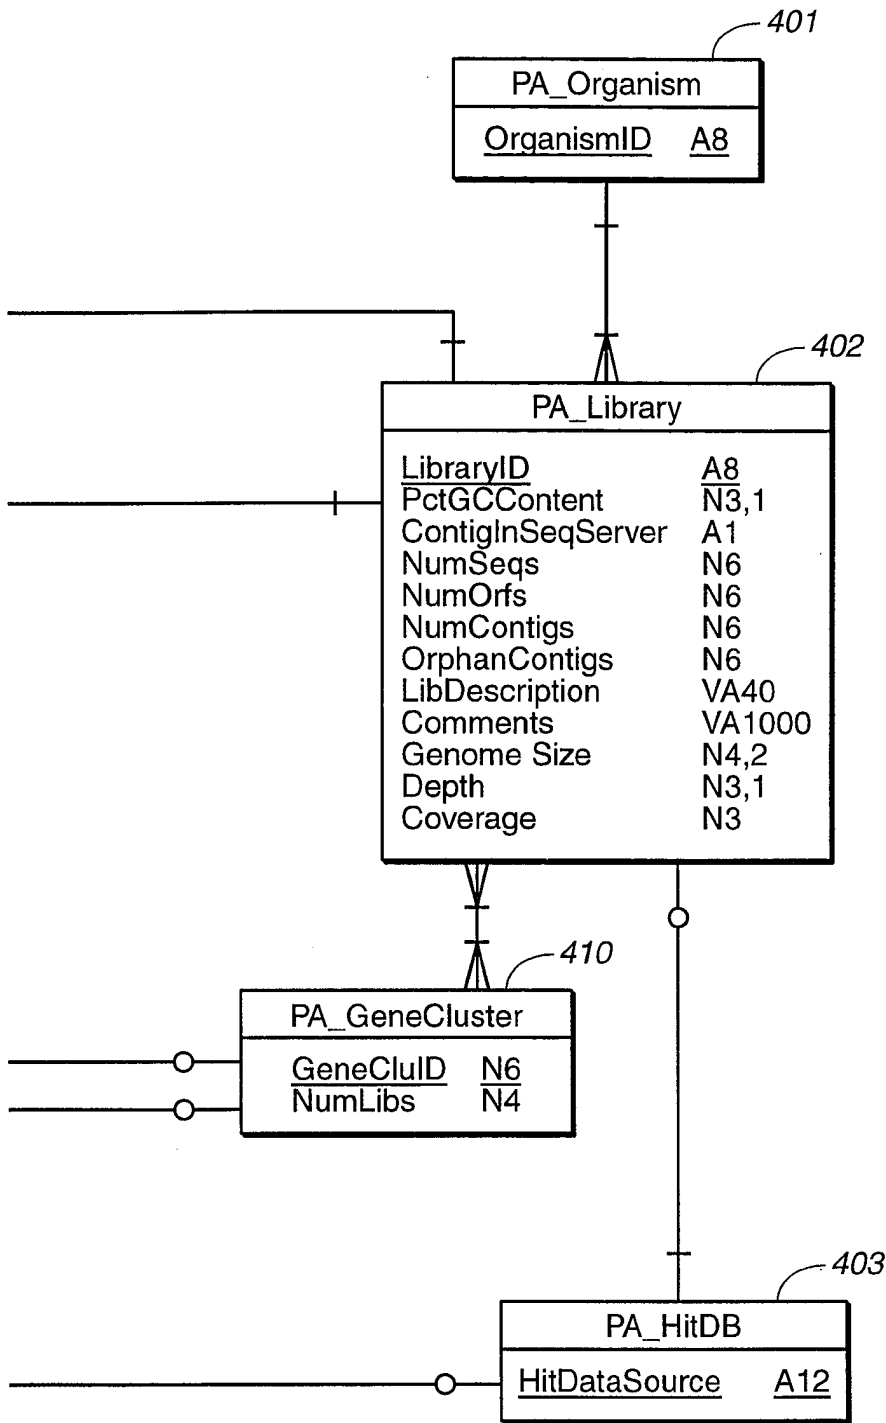 401
PA_Organism
OrganismID A8
402
PA_Library
LibraryID A8
PctGCContent N3,1
ContigInSeqServer A1
NumSeqs N6
NumOrfs N6
NumContigs N6
OrphanContigs N6
LibDescription VA40
Comments VA1000
Genome Size N4,2
Depth N3,1
Coverage N3
410
PA_GeneCluster
GeneCluID N6
NumLibs N4
403
PA_HitDB
HitDataSource A12